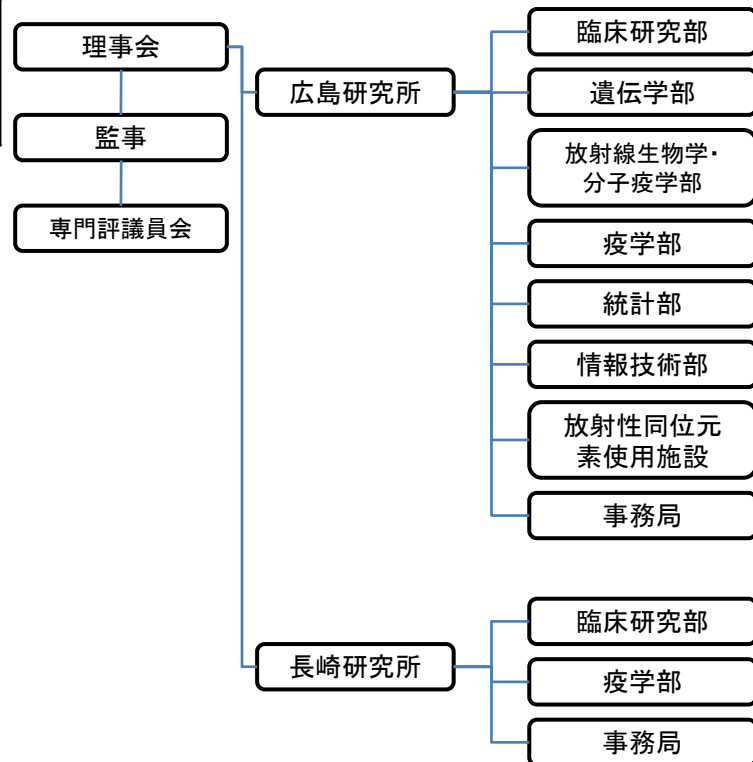 理事会
監事
専門評議員会
広島研究所
臨床研究部
遺伝学部
放射線生物学・
分子疫学部
疫学部
統計部
情報技術部
放射性同位元
素使用施設
事務局
長崎研究所
臨床研究部
疫学部
事務局